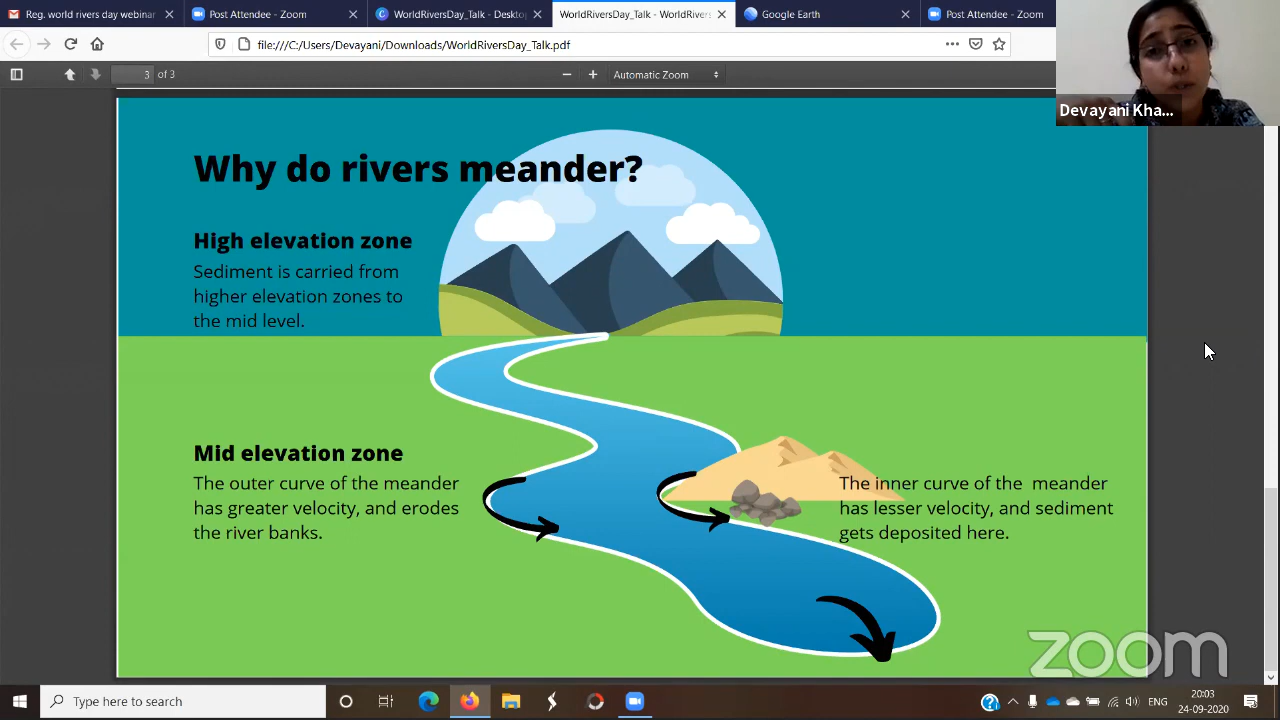 Reg. world rivers day webinar
Post Attendee - Zoom
WorldRiversDay_Talk - Deskto
WorldRiversDay_Talk - WorldRivers
Google Earth
Post Attendee - Zoom
file:///C:/Users/Devayani/Downloads/WorldRiversDay_Talk.pdf
3 of 3
Automatic Zoom
Devayani Kha...
Why do rivers meander?
High elevation zone
Sediment is carried from
higher elevation zones to
the mid level.
Mid elevation zone
The outer curve of the meander
has greater velocity, and erodes
the river banks.
The inner curve of the meander
has lesser velocity, and sediment
gets deposited here.
zoom
Type here to search
ENG
20:03
24-09-2020